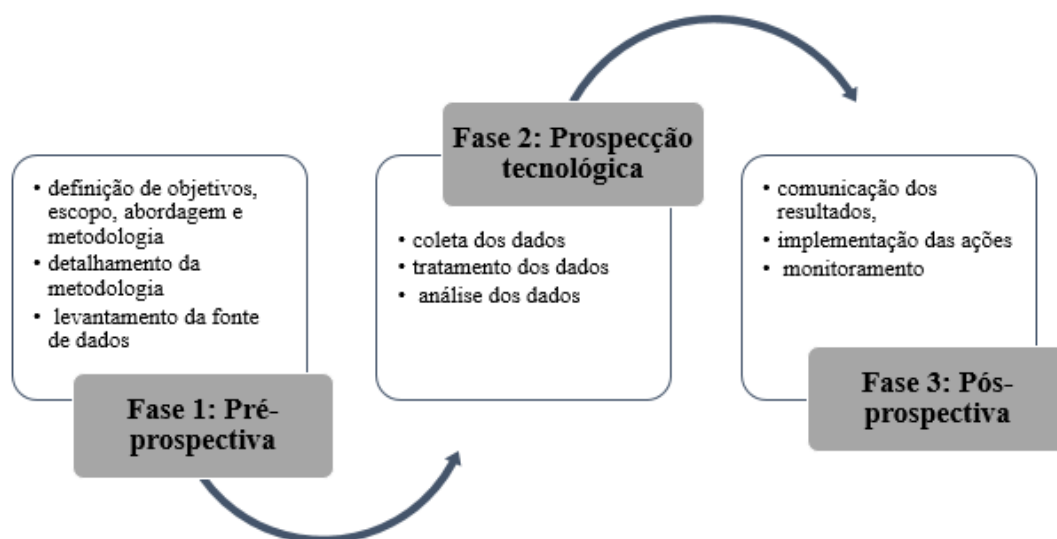 • definição de objetivos,
escopo, abordagem e
metodologia
• detalhamento da
metodologia
• levantamento da fonte
de dados
Fase 1: Pré-
prospectiva
Fase 2: Prospecção
tecnológica
• coleta dos dados
• tratamento dos dados
• análise dos dados
• comunicação dos
resultados,
• implementação das ações
• monitoramento
Fase 3: Pós-
prospectiva